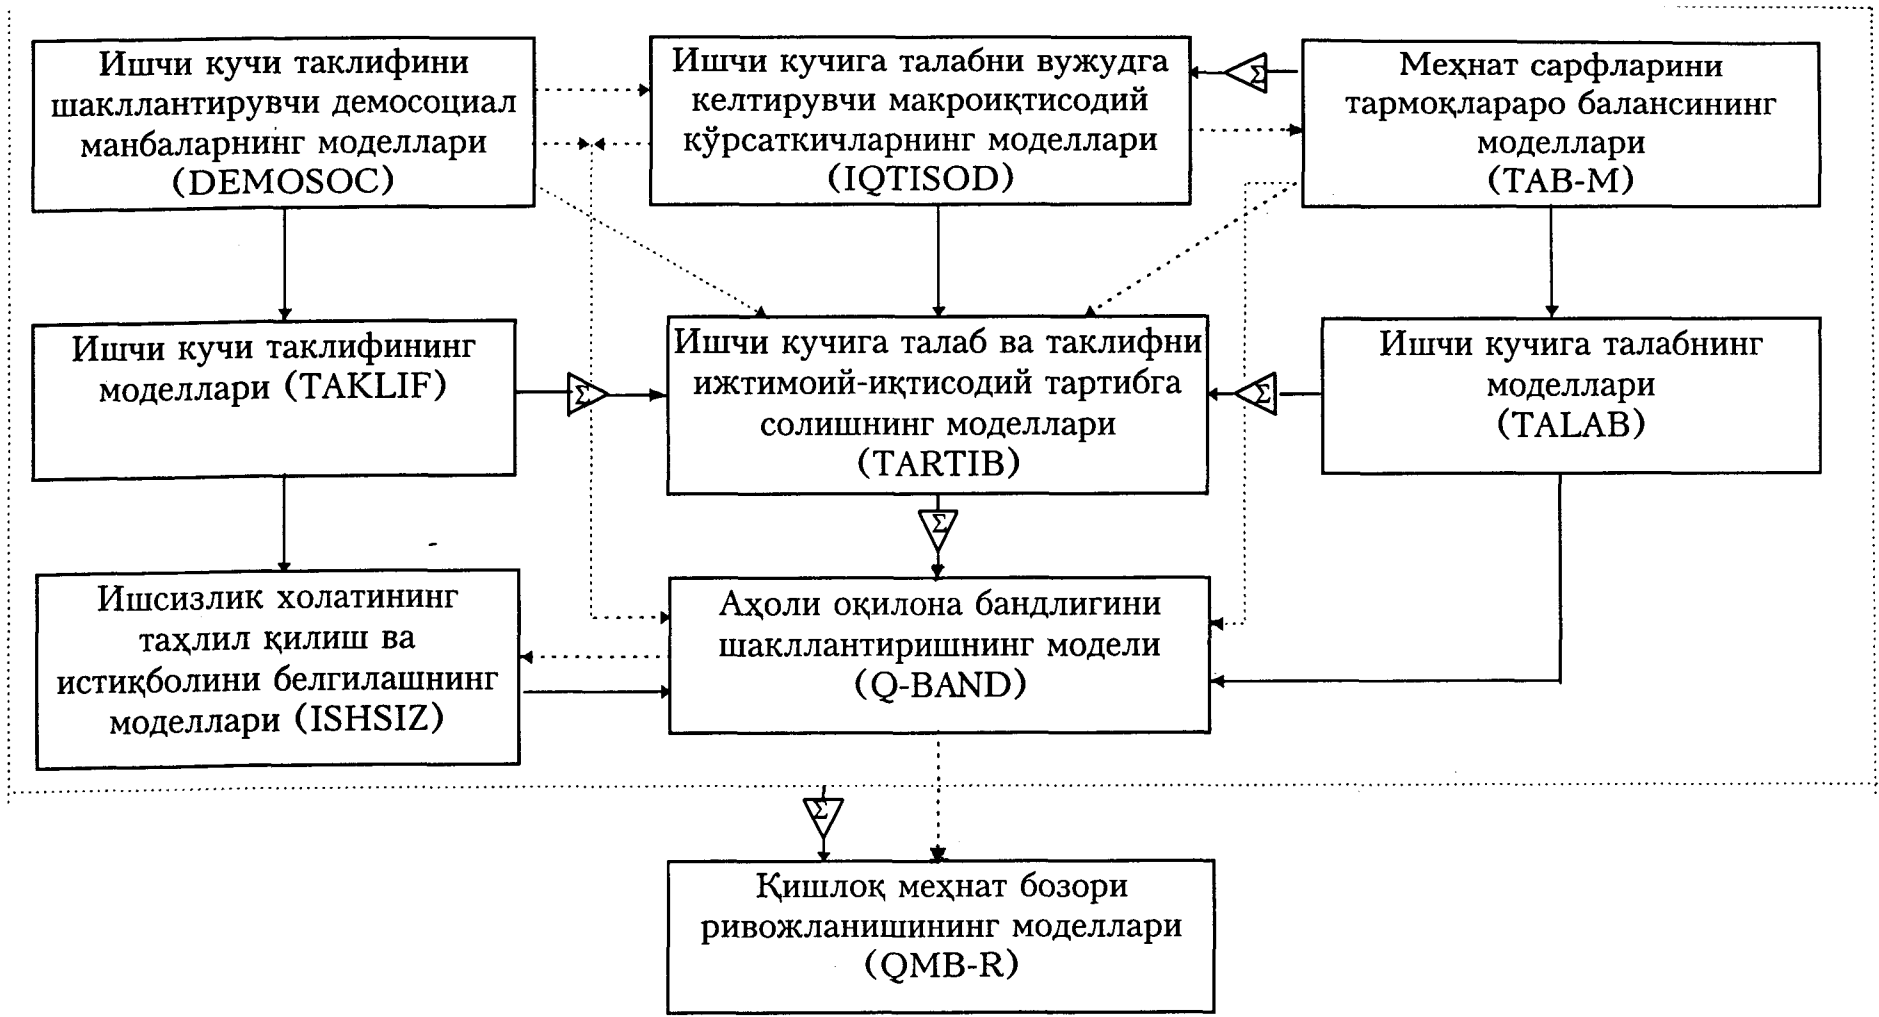 Ишчи кучи таклифини
шакллантирувчи демосоциал
манбаларнинг моделлари
(DEMOSOC)
Ишчи кучига талабни вужудга
келтирувчи макроиқтисодий
кўрсаткичларнинг моделлари
(IQTISOD)
Σ
Меҳнат сарфларини
тармоқлараро балансининг
моделлари
(TAB-M)
Ишчи кучи таклифининг
моделлари (TAKLIF)
Σ
Ишчи кучига талаб ва таклифни
ижтимоий-иқтисодий тартибга
солишнинг моделлари
(TARTIB)
Σ
Ишчи кучига талабнинг
моделлари
(TALAB)
Σ
Ишсизлик холатининг
таҳлил қилиш ва
истиқболини белгилашнинг
моделлари (ISHSIZ)
Аҳоли оқилона бандлигини
шакллантиришнинг модели
(Q-BAND)
Σ
Қишлоқ меҳнат бозори
ривожланишининг моделлари
(QMB-R)